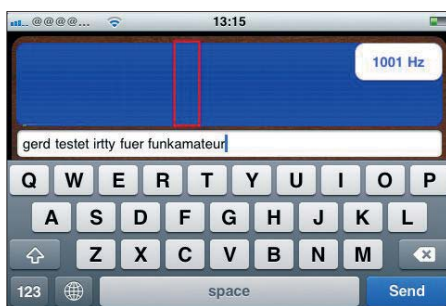 @@@@... 13:15
1001 Hz
gerd testet irtty fuer funkamateur
Q W E R T Y U I O P
A S D F G H J K L
Z X C V B N M
123 space Send